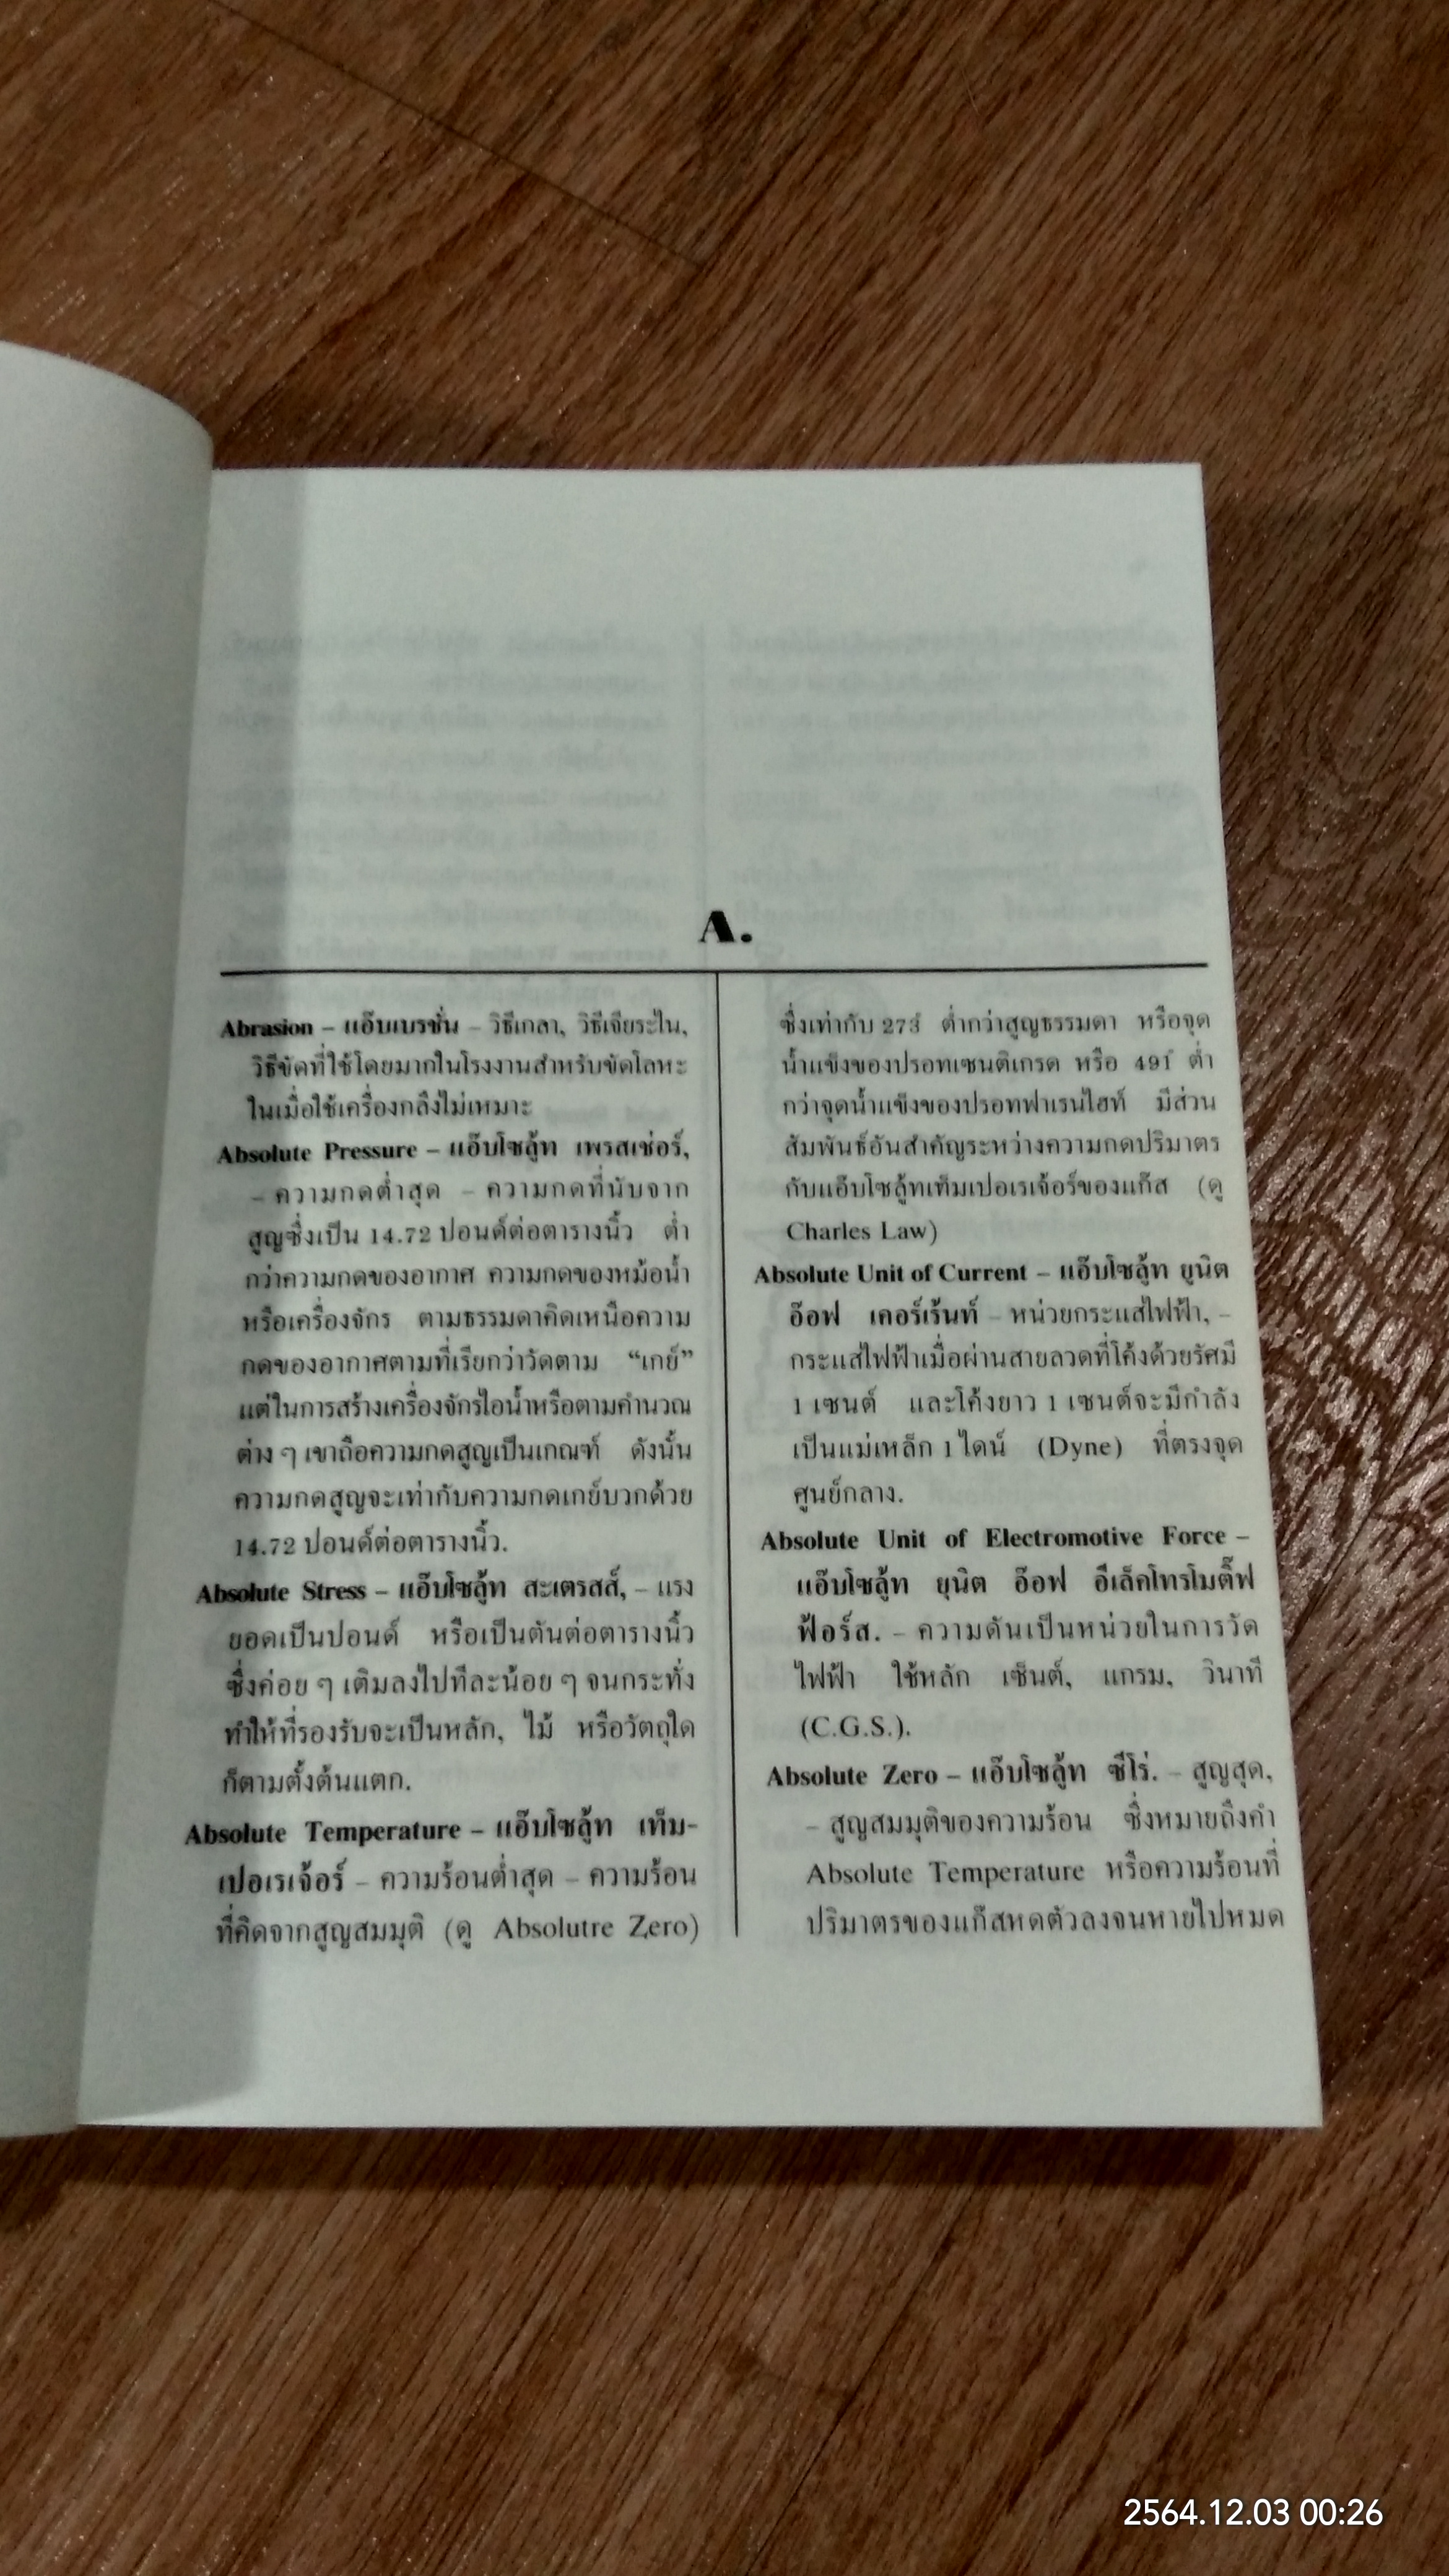 A.
Abrasion – แอ๊บเบรชั่น – วิธีเกลา, วิธีเจียระไน,
วิธีขัดที่ใช้โดยมากในโรงงานสำหรับขัดโลหะ
ในเมื่อใช้เครื่องกลึงไม่เหมาะ
Absolute Pressure – แอ๊บโซลู้ท เพรสเช่อร์,
– ความกดต่ำสุด – ความกดที่นับจาก
สูญซึ่งเป็น 14.72 ปอนด์ต่อตารางนิ้ว ต่ำ
กว่าความกดของอากาศ ความกดของหม้อน้ำ
หรือเครื่องจักร ตามธรรมดาคิดเหนือความ
กดของอากาศตามที่เรียกว่าวัดตาม “เกย์”
แต่ในการสร้างเครื่องจักรไอน้ำหรือตามคำนวณ
ต่าง ๆ เขาถือความกดสูญเป็นเกณฑ์ ดังนั้น
ความกดสูญจะเท่ากับความกดเกย์บวกด้วย
14.72 ปอนด์ต่อตารางนิ้ว.
Absolute Stress – แอ๊บโซลู้ท สะเตรสส์, – แรง
ยอดเป็นปอนด์ หรือเป็นตันต่อตารางนิ้ว
ซึ่งค่อย ๆ เติมลงไปทีละน้อย ๆ จนกระทั่ง
ทำให้ที่รองรับจะเป็นหลัก, ไม้ หรือวัตถุใด
ก็ตามตั้งต้นแตก.
Absolute Temperature – แอ๊บโซลู้ท เท็ม-
เปอเรเจ้อร์ – ความร้อนต่ำสุด – ความร้อน
ที่คิดจากสูญสมมุติ (ดู Absolutre Zero)
ซึ่งเท่ากับ 273° ต่ำกว่าสูญธรรมดา หรือจุด
น้ำแข็งของปรอทเซนติเกรด หรือ 491° ต่ำ
กว่าจุดน้ำแข็งของปรอทฟาเรนไฮท์ มีส่วน
สัมพันธ์อันสำคัญระหว่างความกดปริมาตร
กับแอ๊บโซลู้ทเท็มเปอเรเจ้อร์ของแก๊ส (ดู
Charles Law)
Absolute Unit of Current – แอ๊บโซลู้ท ยูนิต
อ๊อฟ เคอร์เร้นท์ – หน่วยกระแสไฟฟ้า, –
กระแสไฟฟ้าเมื่อผ่านสายลวดที่โค้งด้วยรัศมี
1 เซนต์ และโค้งยาว 1 เซนต์จะมีกำลัง
เป็นแม่เหล็ก 1 ไดน์ (Dyne) ที่ตรงจุด
ศูนย์กลาง.
Absolute Unit of Electromotive Force –
แอ๊บโซลู้ท ยุนิต อ๊อฟ อีเล็คโทรโมติ๊ฟ
ฟ้อร์ส. – ความดันเป็นหน่วยในการวัด
ไฟฟ้า ใช้หลัก เซ็นต์, แกรม, วินาที
(C.G.S.).
Absolute Zero – แอ๊บโซลู้ท ซีโร่. – สูญสุด,
– สูญสมมุติของความร้อน ซึ่งหมายถึงคำ
Absolute Temperature หรือความร้อนที่
ปริมาตรของแก๊สหดตัวลงจนหายไปหมด
2564.12.03 00:26